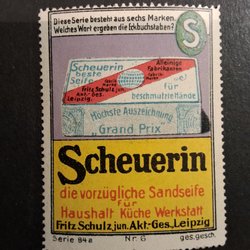 Diese Serie besteht aus sechs Marken.
Welches Wort ergeben die Eckbuchstaben?
S
Scheuerin
beste
Seife
Fritz Schulz jun.
Akt-Ges.
Leipzig.
Alleinige
Fabrikanten
für
beschmutzte Hände
Höchste Auszeichnung
Grand Prix
Scheuerin
die vorzügliche Sandseife
für
Haushalt Küche Werkstatt
Fritz Schulz jun. Akt-Ges. Leipzig
Serie 84a Nr. 6 ges. gesch.